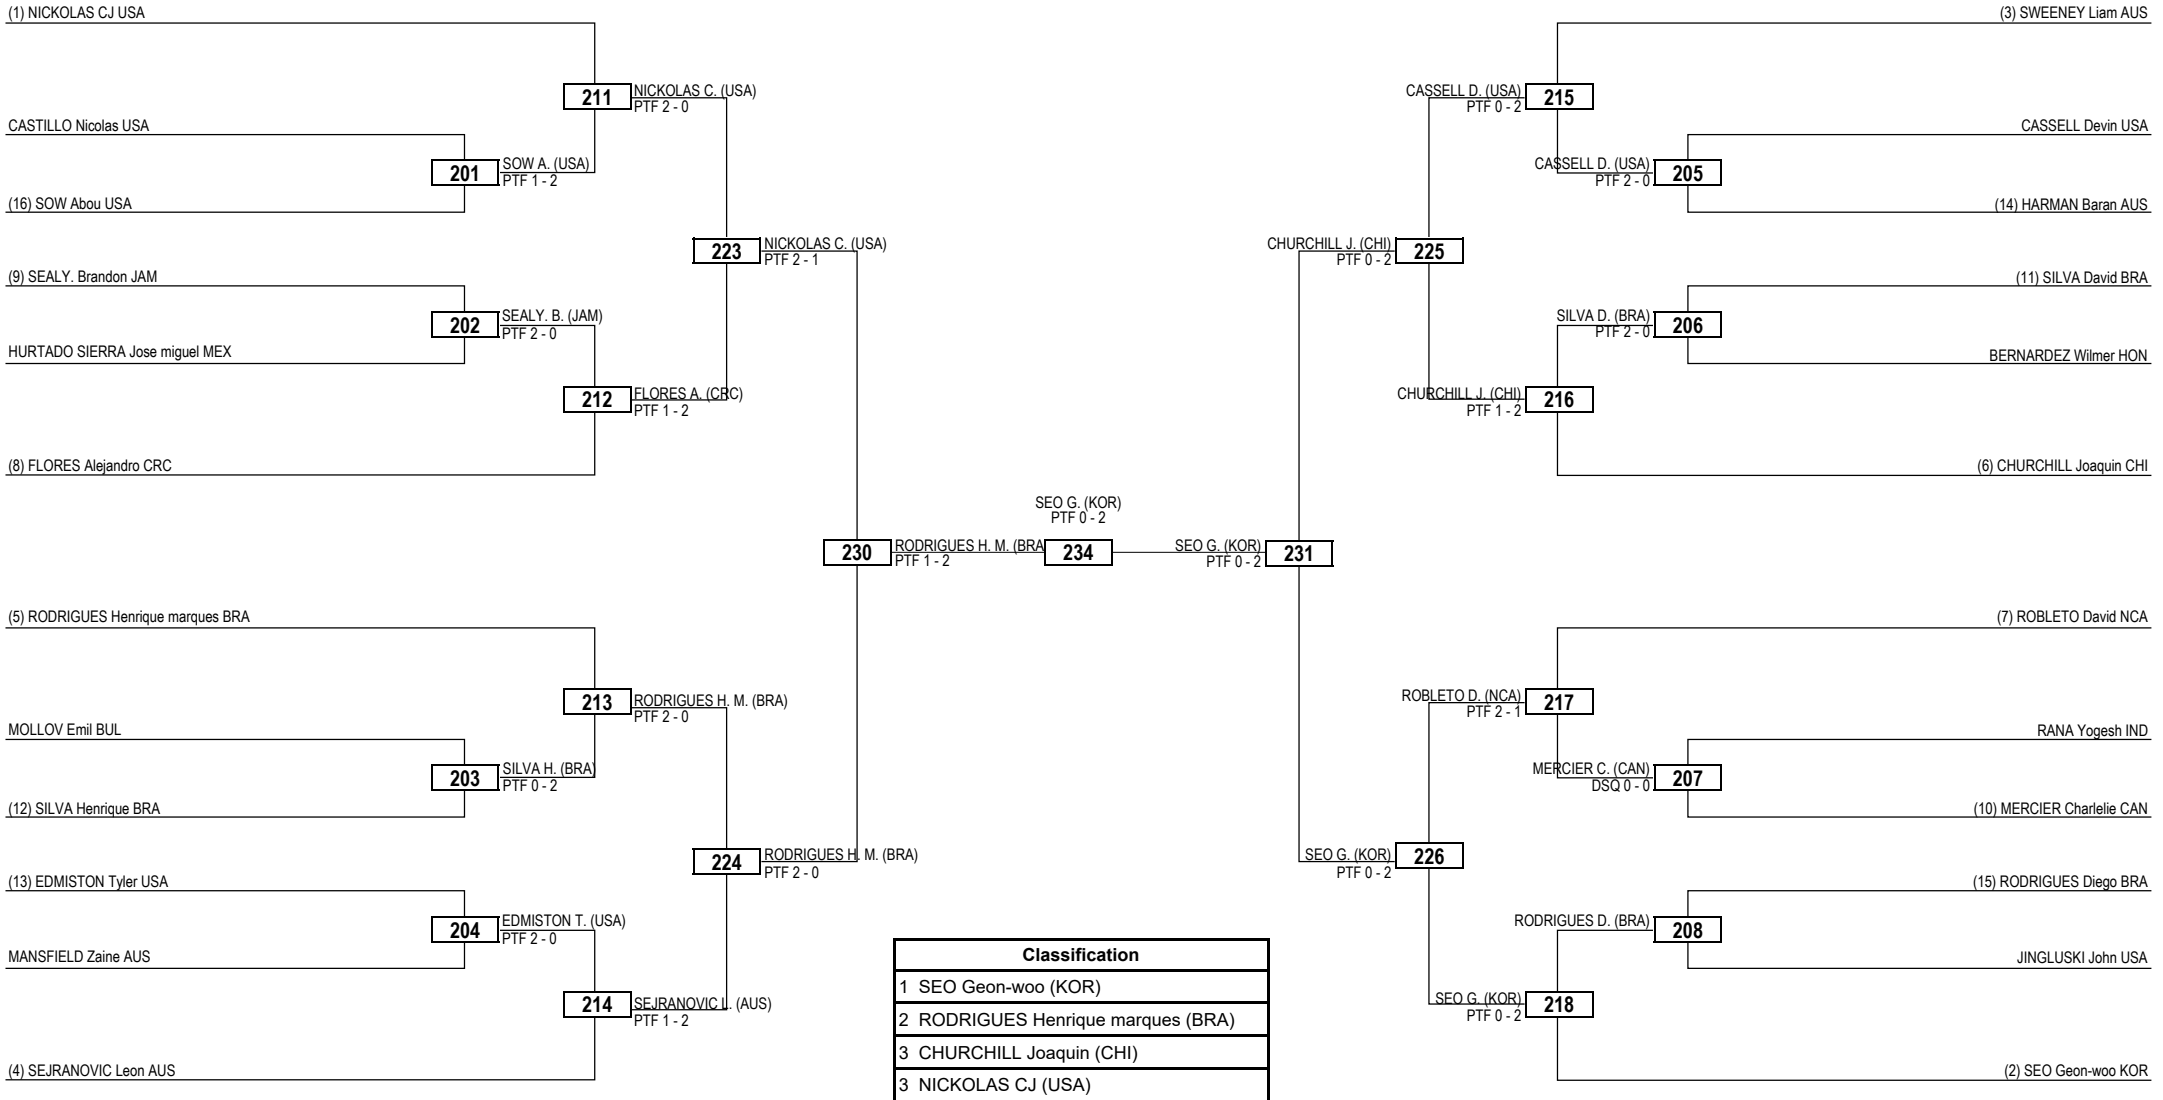 (1) NICKOLAS CJ USA
211
NICKOLAS C. (USA)
PTF 2 - 0
CASTILLO Nicolas USA
201
SOW A. (USA)
PTF 1 - 2
(16) SOW Abou USA
223
NICKOLAS C. (USA)
PTF 2 - 1
(9) SEALY. Brandon JAM
202
SEALY. B. (JAM)
PTF 2 - 0
HURTADO SIERRA Jose miguel MEX
212
FLORES A. (CRC)
PTF 1 - 2
(8) FLORES Alejandro CRC
230
RODRIGUES H. M. (BRA
PTF 1 - 2
(5) RODRIGUES Henrique marques BRA
213
RODRIGUES H. M. (BRA)
PTF 2 - 0
MOLLOV Emil BUL
203
SILVA H. (BRA)
PTF 0 - 2
(12) SILVA Henrique BRA
224
RODRIGUES H. M. (BRA)
PTF 2 - 0
(13) EDMISTON Tyler USA
204
EDMISTON T. (USA)
PTF 2 - 0
MANSFIELD Zaine AUS
214
SEJRANOVIC L. (AUS)
PTF 1 - 2
(4) SEJRANOVIC Leon AUS
SEO G. (KOR)
PTF 0 - 2
234
(3) SWEENEY Liam AUS
CASSELL D. (USA)
PTF 0 - 2
215
CASSELL Devin USA
CASSELL D. (USA)
PTF 2 - 0
205
(14) HARMAN Baran AUS
CHURCHILL J. (CHI)
PTF 0 - 2
225
(11) SILVA David BRA
SILVA D. (BRA)
PTF 2 - 0
206
BERNARDEZ Wilmer HON
CHURCHILL J. (CHI)
PTF 1 - 2
216
(6) CHURCHILL Joaquin CHI
SEO G. (KOR)
PTF 0 - 2
231
(7) ROBLETO David NCA
ROBLETO D. (NCA)
PTF 2 - 1
217
RANA Yogesh IND
MERCIER C. (CAN)
DSQ 0 - 0
207
(10) MERCIER Charlelie CAN
SEO G. (KOR)
PTF 0 - 2
226
(15) RODRIGUES Diego BRA
RODRIGUES D. (BRA)
208
JINGLUSKI John USA
SEO G. (KOR)
PTF 0 - 2
218
(2) SEO Geon-woo KOR
Classification
1 SEO Geon-woo (KOR)
2 RODRIGUES Henrique marques (BRA)
3 CHURCHILL Joaquin (CHI)
3 NICKOLAS CJ (USA)